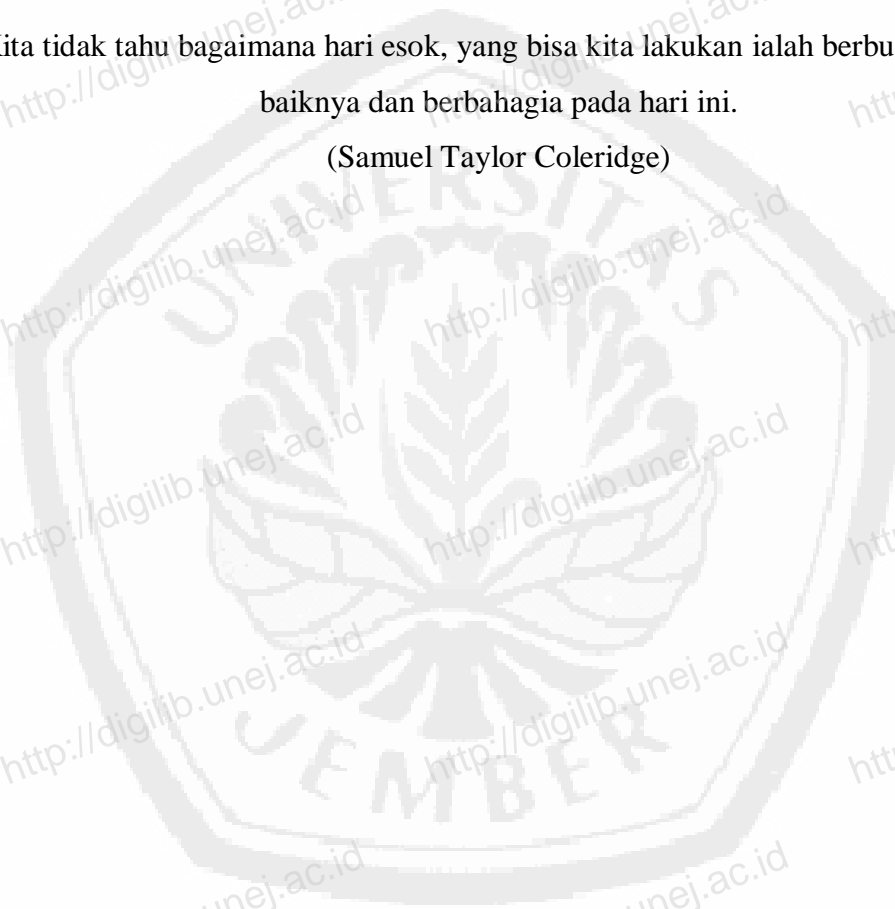 ita tidak tahu bagaimana hari esok, yang bisa kita lakukan ialah berbu
baiknya dan berbahagia pada hari ini.
(Samuel Taylor Coleridge)
UNIVERSITAS
http://digilib.unej.ac.id
http://digilib.unej.ac.id
http://digilib.unej.ac.id
http://digilib.unej.ac.id
http://digilib.unej.ac.id
http://digilib.unej.ac.id
JEMBER